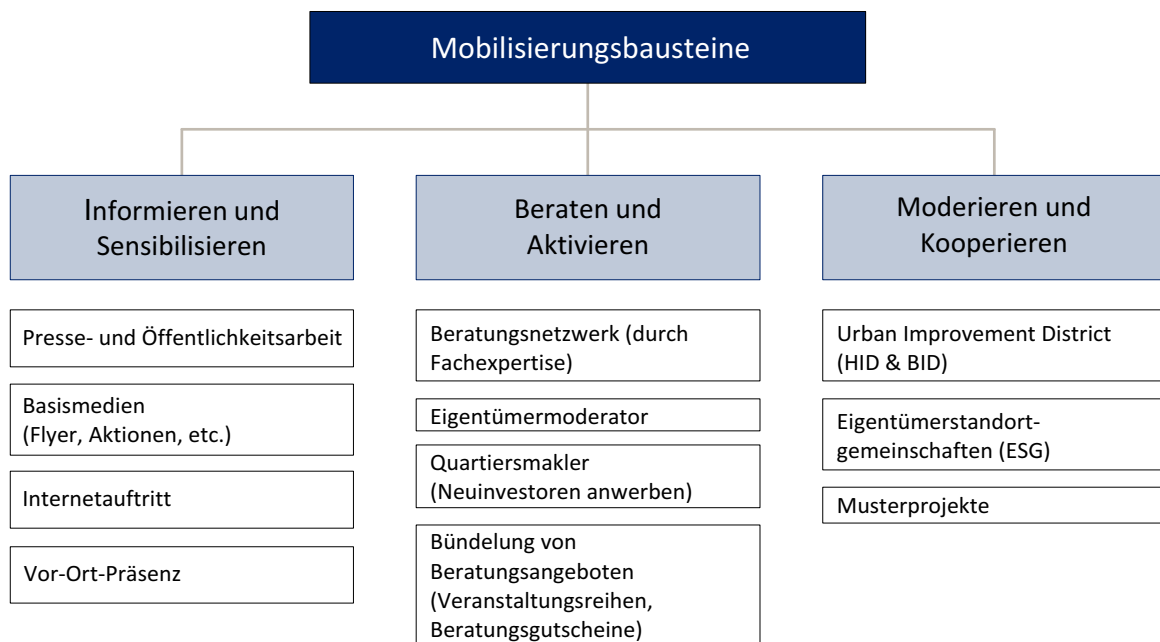 Mobilisierungsbausteine
Informieren und
Sensibilisieren
Presse- und Öffentlichkeitsarbeit
Basismedien
(Flyer, Aktionen, etc.)
Internetauftritt
Vor-Ort-Präsenz
Beraten und
Aktivieren
Beratungsnetzwerk (durch
Fachexpertise)
Eigentümermoderator
Quartiersmakler
(Neuinvestoren anwerben)
Bündelung von
Beratungsangeboten
(Veranstaltungsreihen,
Beratungsgutscheine)
Moderieren und
Kooperieren
Urban Improvement District
(HID & BID)
Eigentümerstandort-
gemeinschaften (ESG)
Musterprojekte